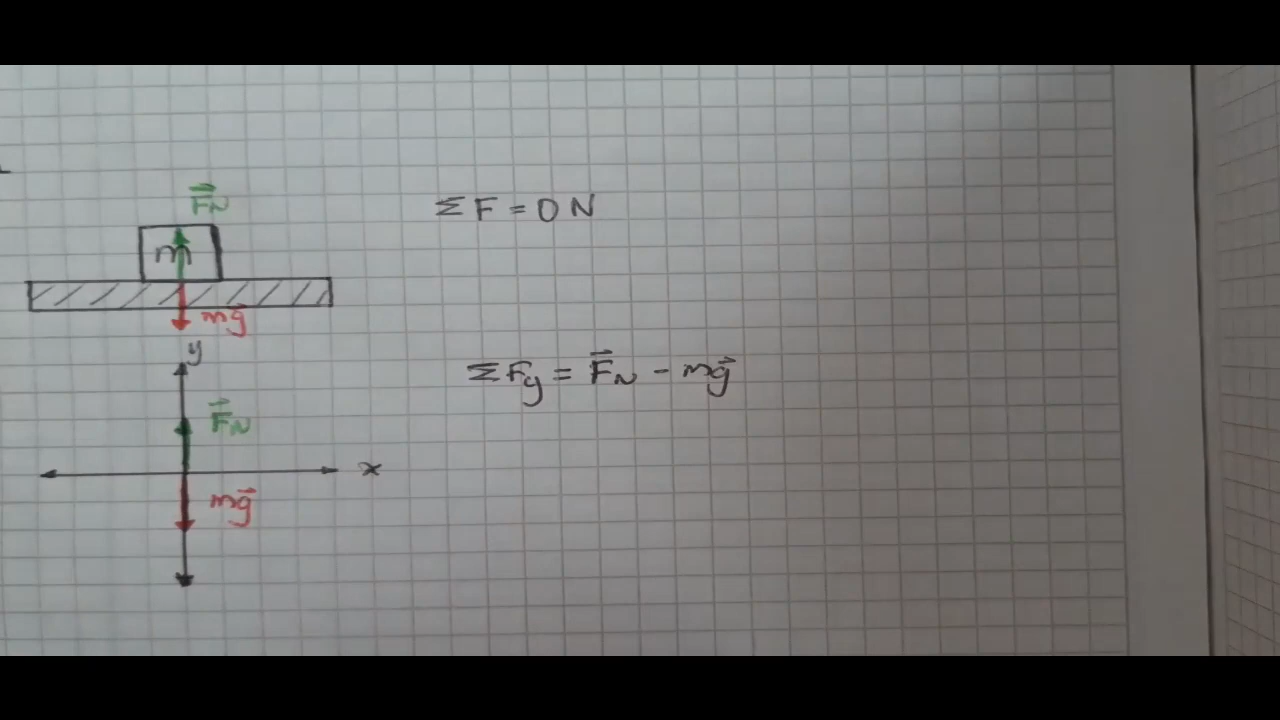 F⃗N
ΣF = 0 N
m
mg⃗
y
ΣFy = F⃗N - mg⃗
F⃗N
x
mg⃗